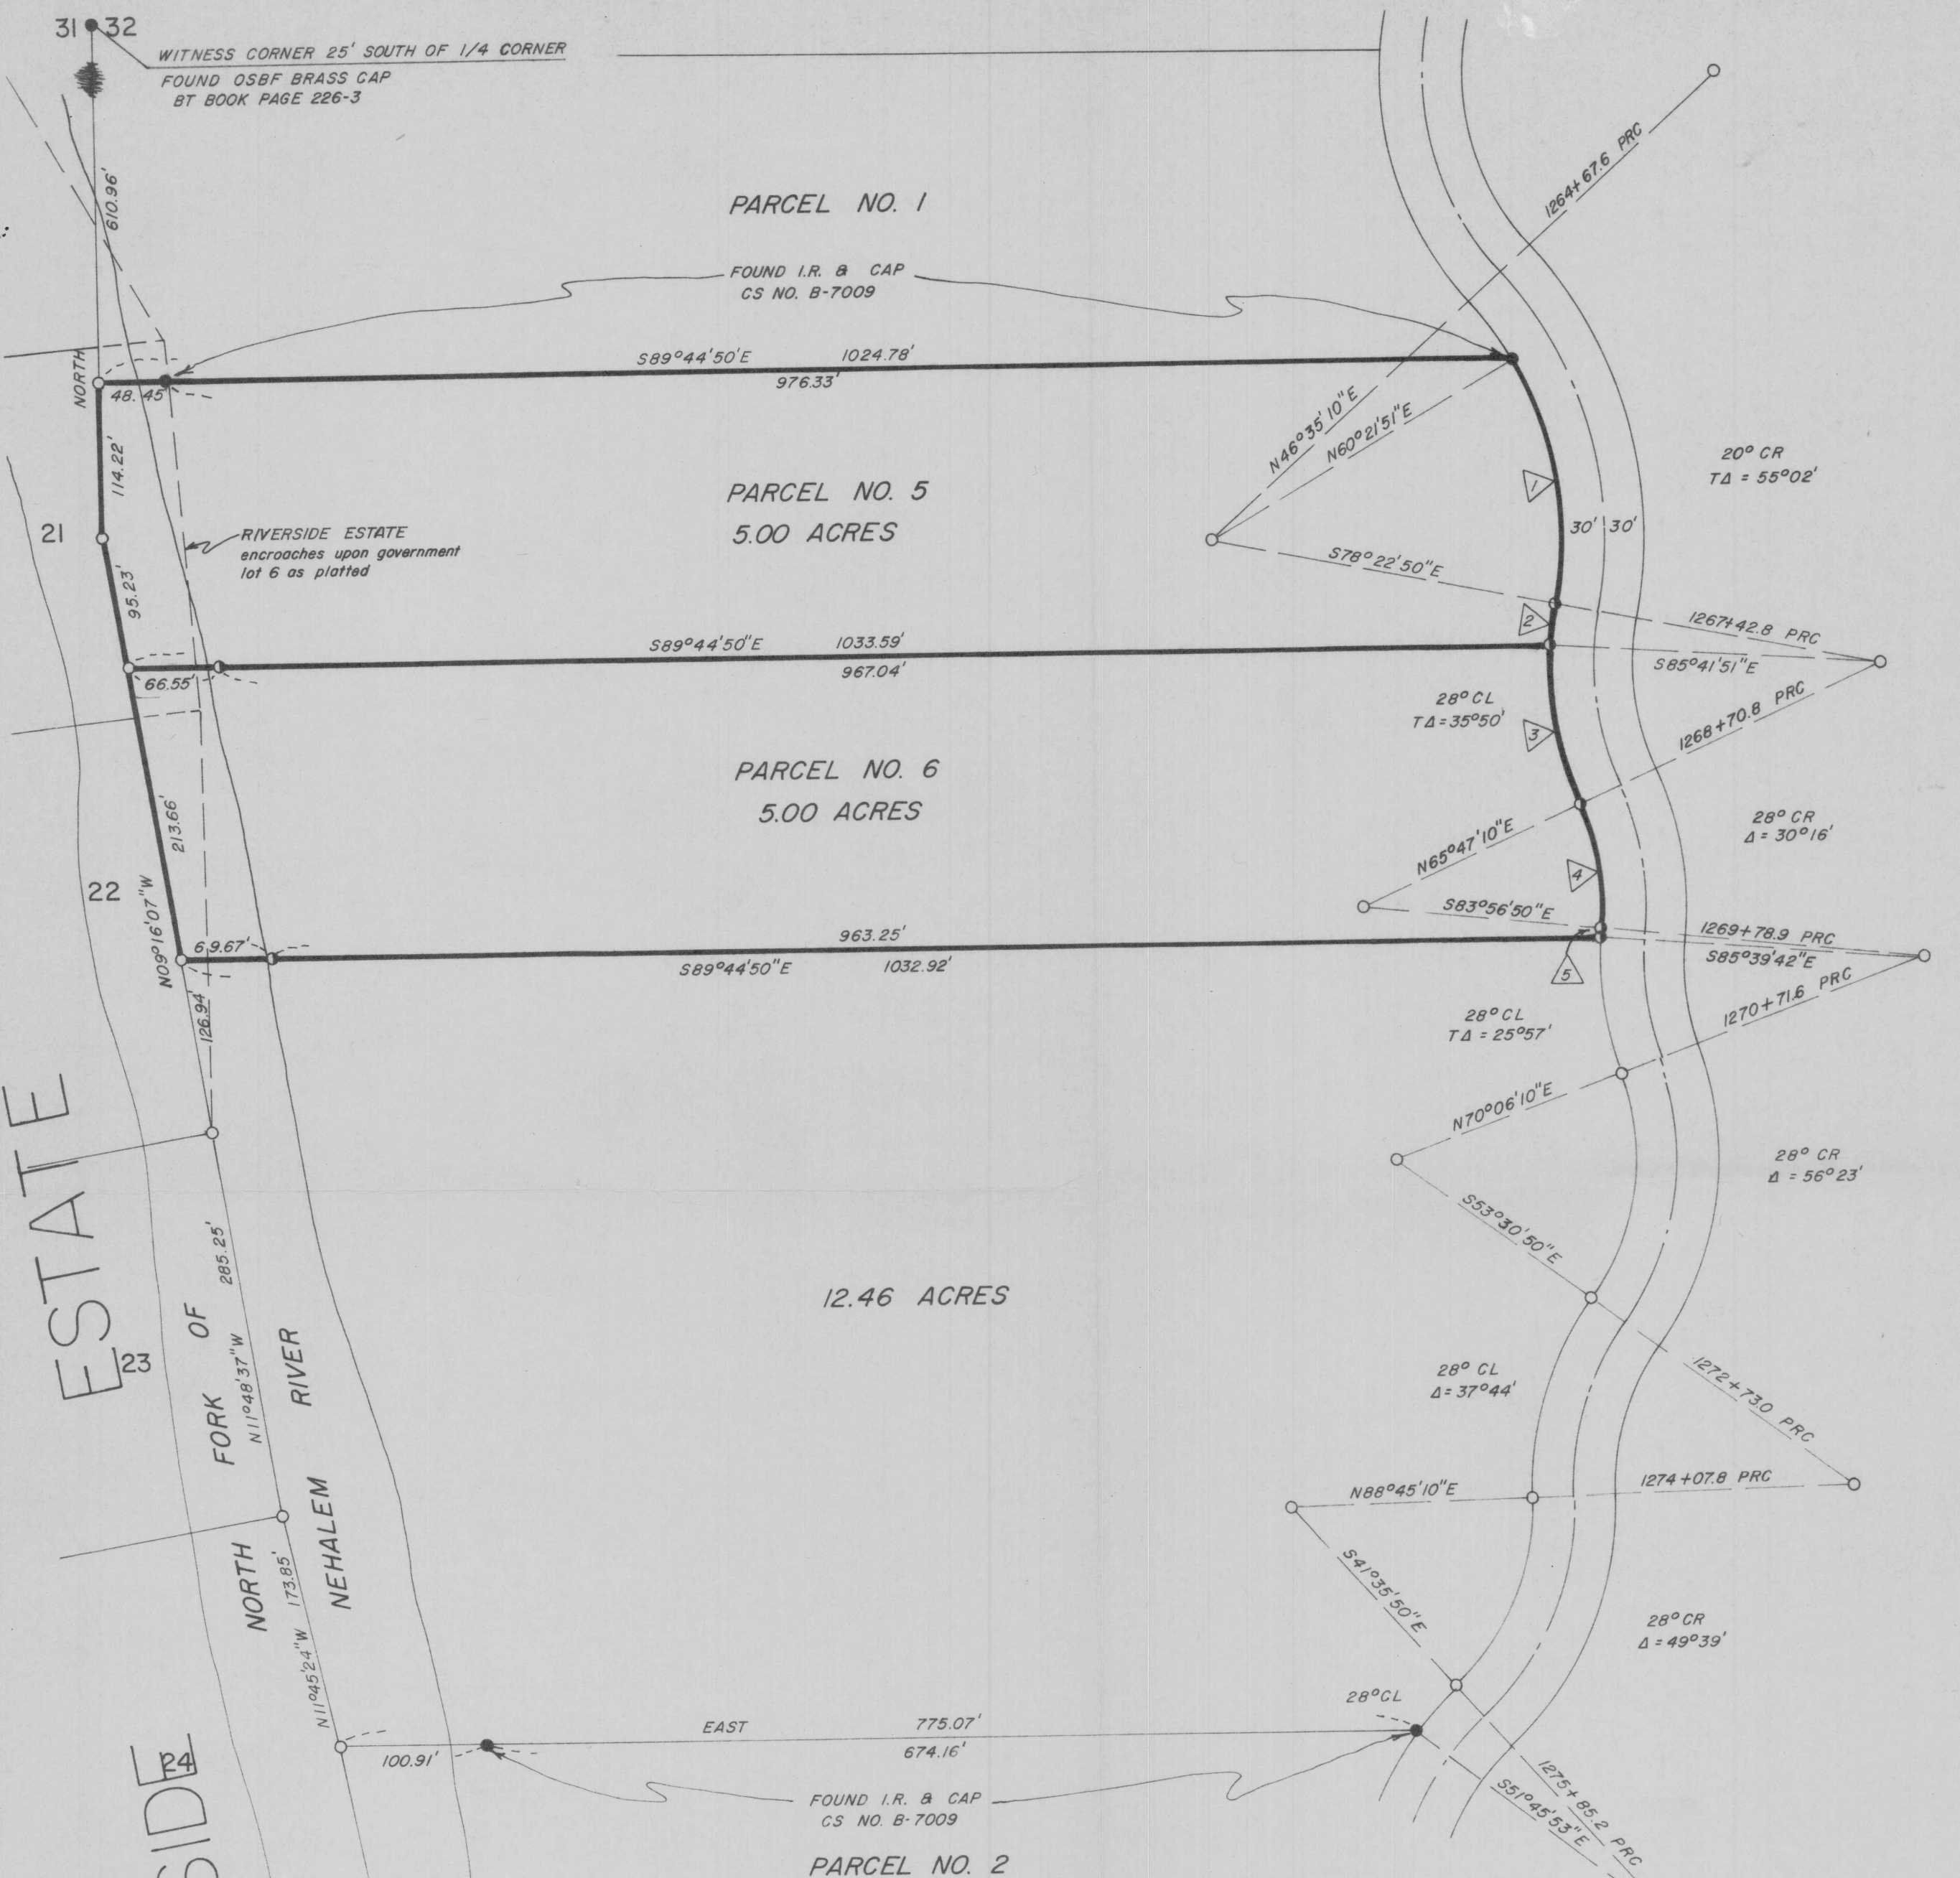 31 32
WITNESS CORNER 25' SOUTH OF 1/4 CORNER
FOUND OSBF BRASS CAP
BT BOOK PAGE 226-3
610.96'
1264+67.6 PRC
PARCEL NO. 1
FOUND I.R. & CAP
CS NO. B-7009
NORTH
S89°44'50'E 1024.78'
976.33'
48.45'
114.22'
N46°35'10"E
N60°21'51"E
20° CR
TΔ = 55°02'
PARCEL NO. 5
5.00 ACRES
1
30' 30'
21
RIVERSIDE ESTATE
encroaches upon government
lot 6 as platted
95.23'
S78°22'50"E
2
1267+42.8 PRC
S89°44'50"E 1033.59'
967.04'
66.55'
S85°41'51"E
28° CL
TΔ=35°50'
3
1268+70.8 PRC
PARCEL NO. 6
5.00 ACRES
213.66'
28° CR
Δ = 30°16'
N65°47'10"E
4
22
N09°16'07"W
S83°56'50"E
69.67'
963.25'
S89°44'50"E 1032.92'
1269+78.9 PRC
S85°39'42"E
5
126.94'
28° CL
TΔ = 25°57'
1270+71.6 PRC
N70°06'10"E
ESTATE
28° CR
Δ = 56°23'
S53°30'50"E
285.25'
N11°48'37"W
12.46 ACRES
NORTH FORK OF
NEHALEM RIVER
23
28° CL
Δ= 37°44'
1272+73.0 PRC
N88°45'10"E
1274+07.8 PRC
S41°35'50"E
173.85'
N11°45'24"W
28° CR
Δ = 49°39'
28°CL
EAST 775.07'
674.16'
100.91'
24
SIDE
FOUND I.R. & CAP
CS NO. B-7009
1275+85.2 PRC
S51°45'53"E
PARCEL NO. 2